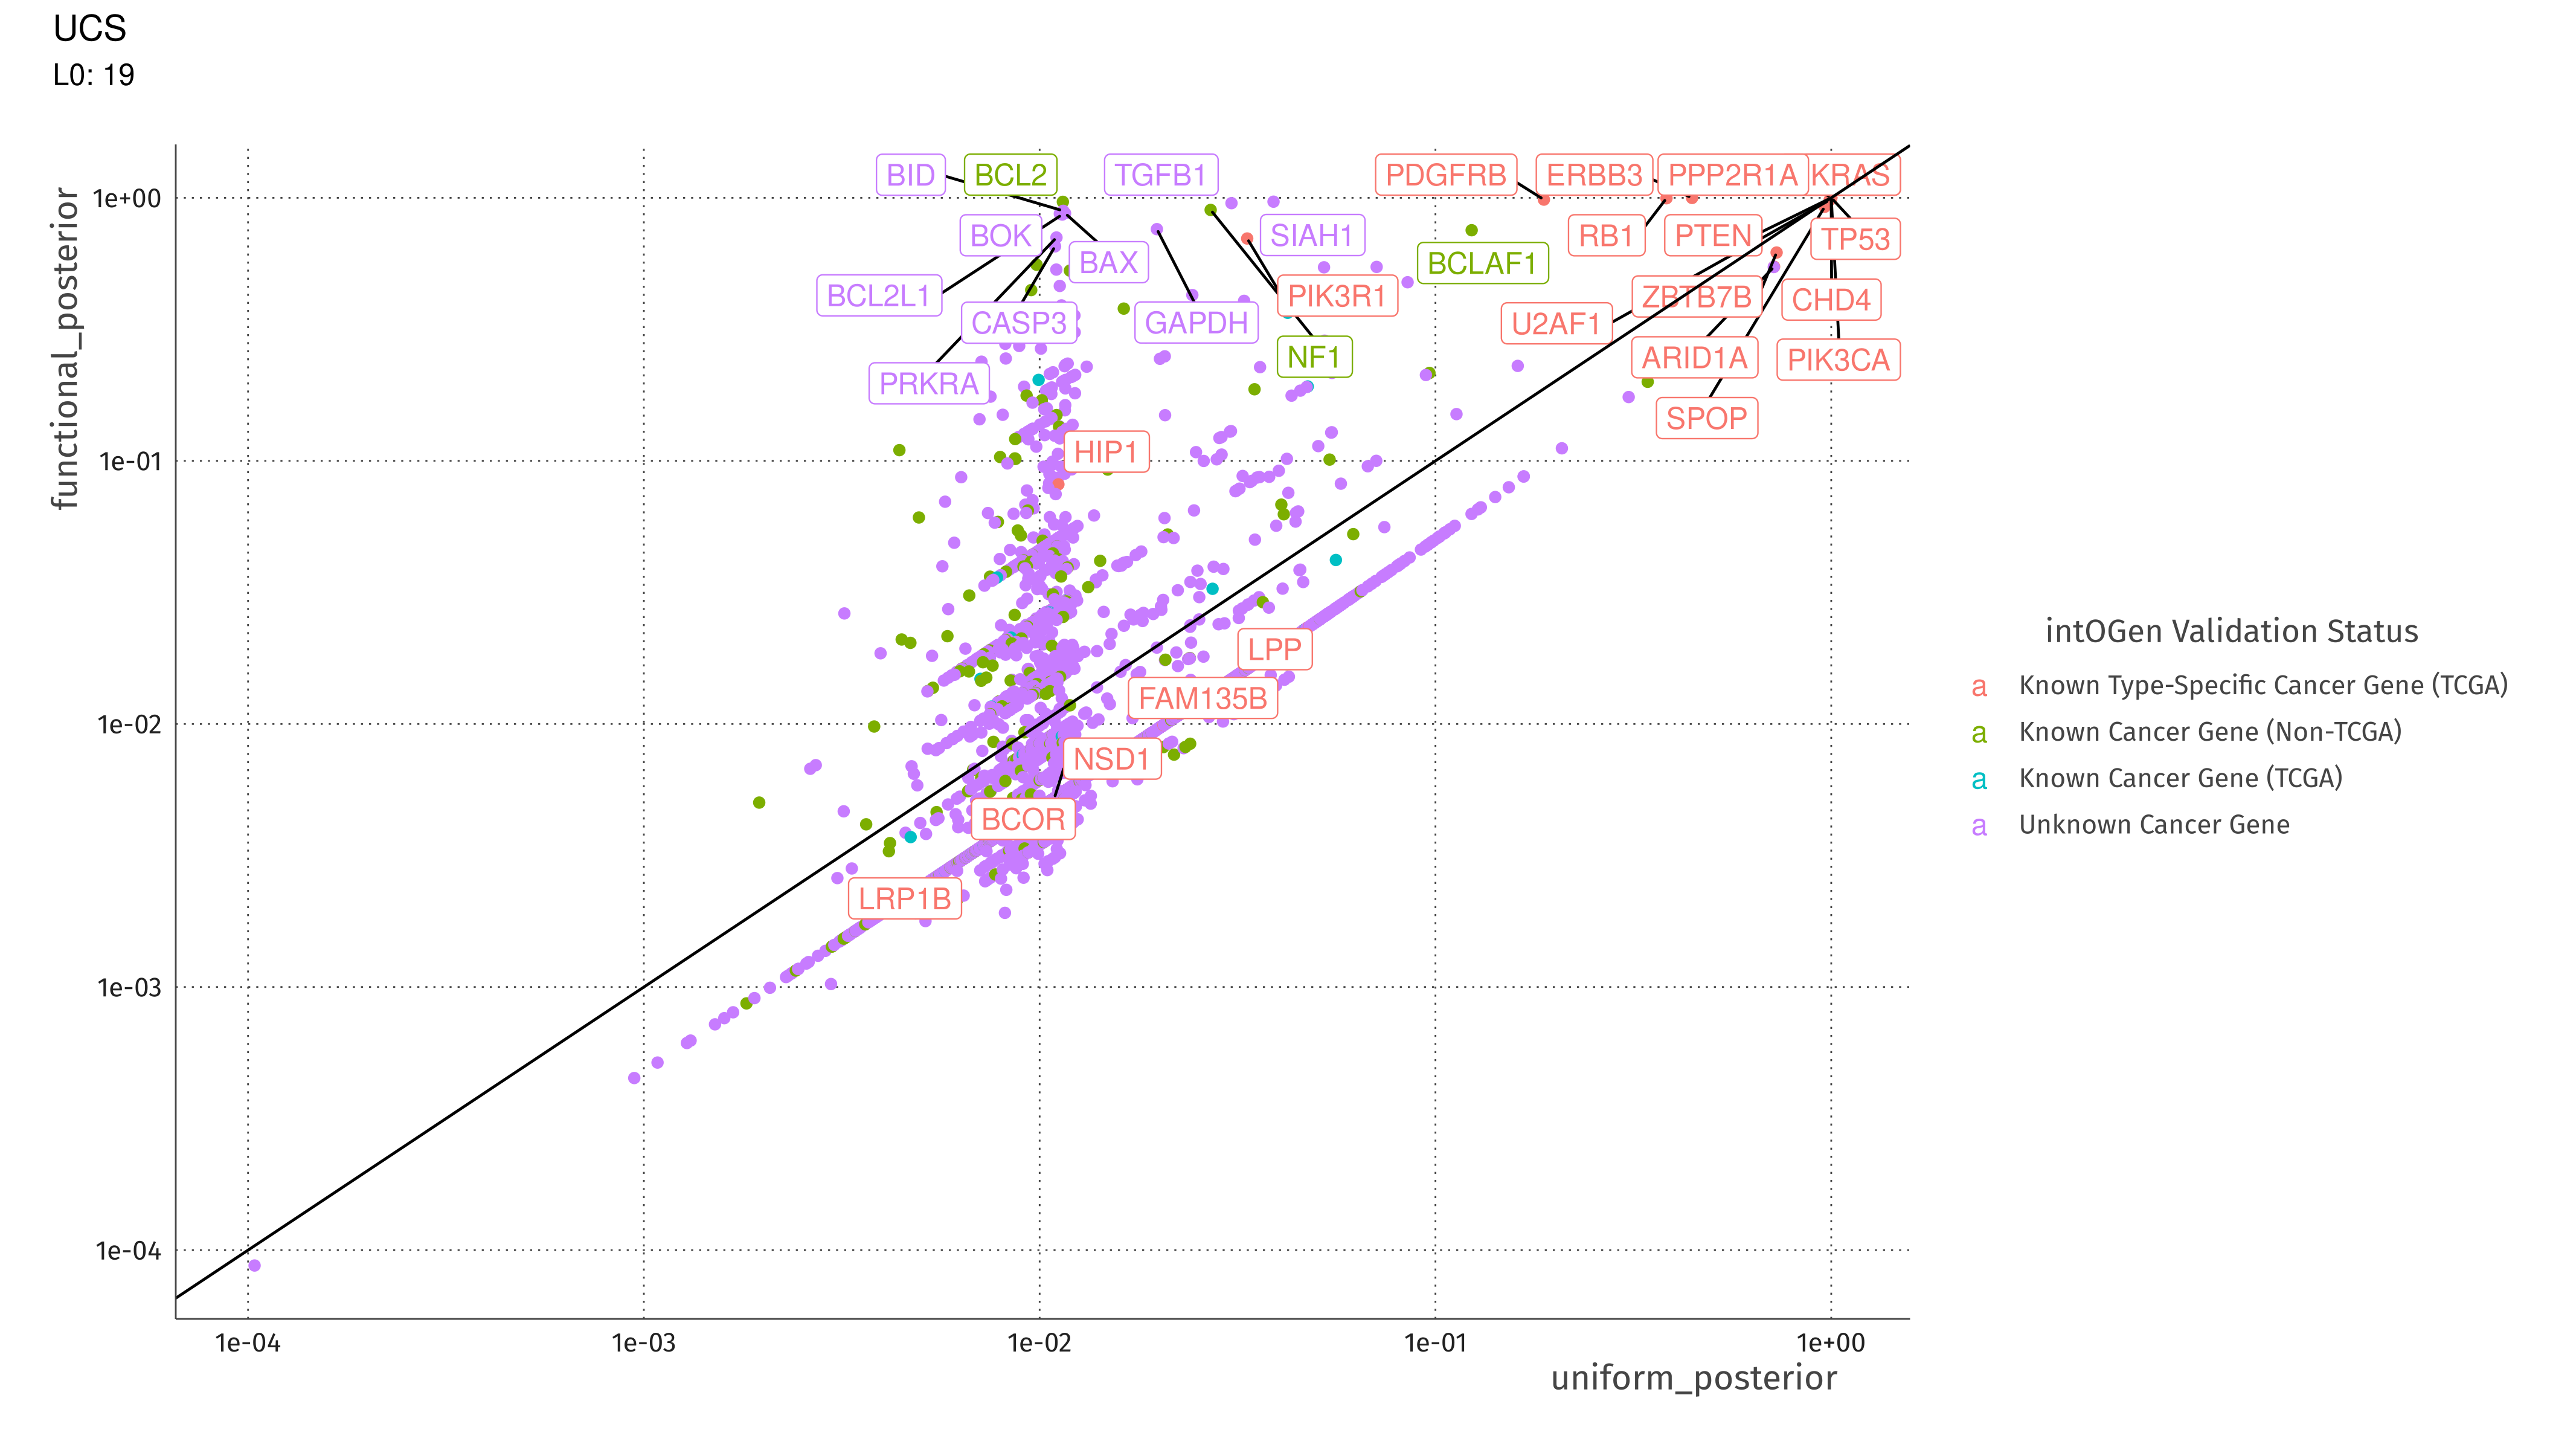 UCS
L0: 19
BID
BCL2
TGFB1
PDGFRB
ERBB3
PPP2R1A
KRAS
1e+00
BOK
BAX
SIAH1
BCLAF1
RB1
PTEN
TP53
BCL2L1
CASP3
GAPDH
PIK3R1
U2AF1
ZBTB7B
CHD4
PRKRA
NF1
ARID1A
PIK3CA
SPOP
HIP1
1e-01
functional_posterior
LPP
FAM135B
1e-02
NSD1
BCOR
LRP1B
1e-03
1e-04
1e-04
1e-03
1e-02
1e-01
1e+00
uniform_posterior
intOGen Validation Status
a Known Type-Specific Cancer Gene (TCGA)
a Known Cancer Gene (Non-TCGA)
a Known Cancer Gene (TCGA)
a Unknown Cancer Gene